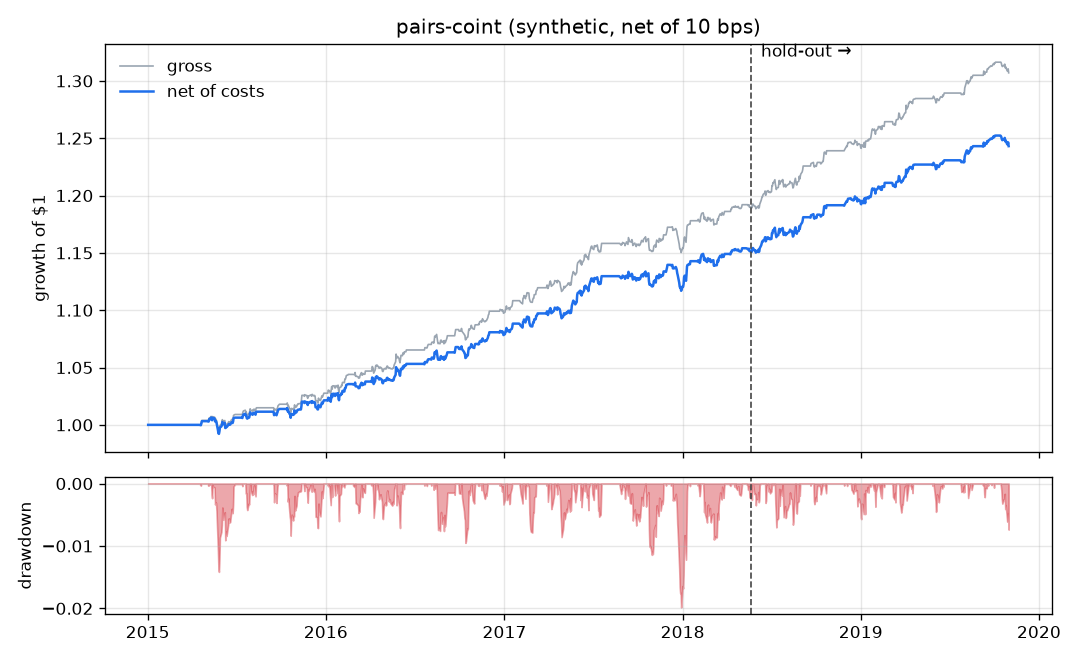 pairs-coint (synthetic, net of 10 bps)
hold-out →
gross
net of costs
growth of $1
1.30
1.25
1.20
1.15
1.10
1.05
1.00
drawdown
0.00
−0.01
−0.02
2015 2016 2017 2018 2019 2020